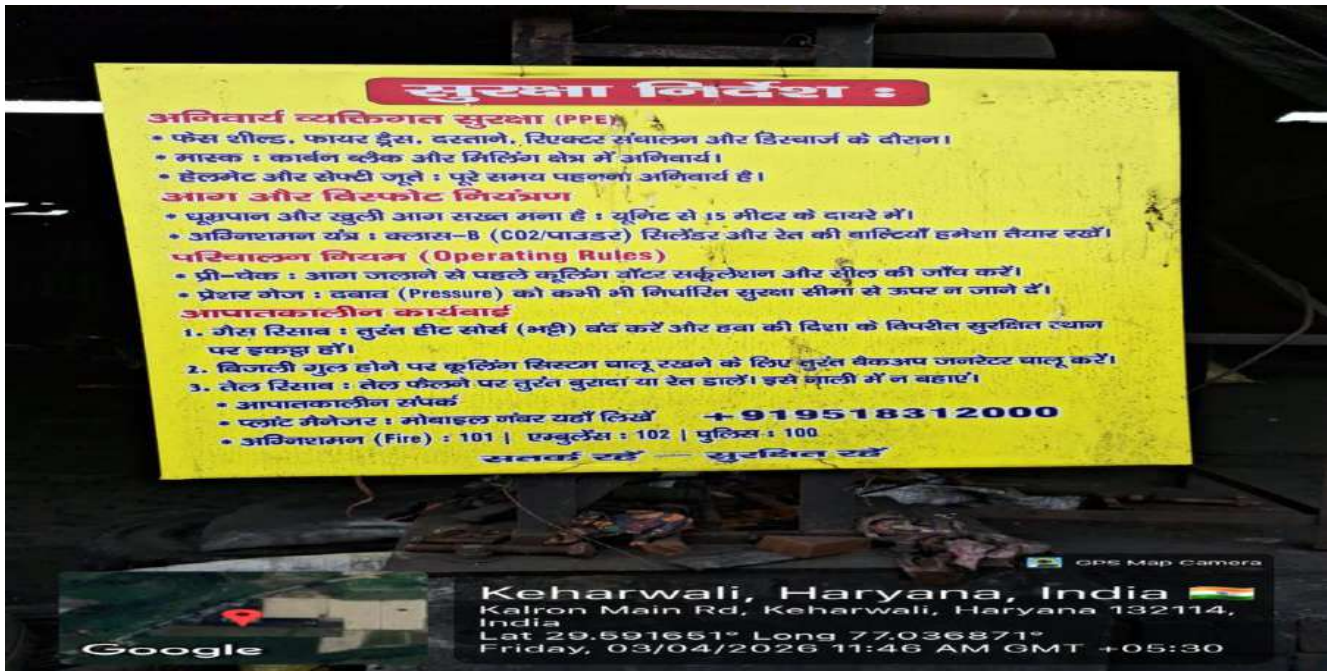 सुरक्षा निर्देश :
अनिवार्य व्यक्तिगत सुरक्षा (PPE)
• फेस शील्ड, फायर ड्रैस, दस्ताने, रिएक्टर संचालन और डिस्चार्ज के दौरान।
• मास्क : कार्बन ब्लैक और मिलिंग क्षेत्र में अनिवार्य।
• हेलमेट और सेफ्टी जूते : पूरे समय पहनना अनिवार्य है।
आग और विस्फोट नियंत्रण
• धूम्रपान और खुली आग सख्त मना है : यूनिट से 15 मीटर के दायरे में।
• अग्निशमन यंत्र : क्लास-B (CO2/पाउडर) सिलेंडर और रेत की बाल्टियाँ हमेशा तैयार रखें।
परिचालन नियम (Operating Rules)
• प्री-चेक : आग जलाने से पहले कूलिंग वॉटर सर्कुलेशन और सील की जाँच करें।
• प्रेशर गेज : दबाव (Pressure) को कभी भी निर्धारित सुरक्षा सीमा से ऊपर न जाने दें।
आपातकालीन कार्यवाई
1. गैस रिसाव : तुरंत हीट सोर्स (भट्टी) बंद करें और हवा की दिशा के विपरीत सुरक्षित स्थान
पर इकट्ठा हों।
2. बिजली गुल होने पर कूलिंग सिस्टम चालू रखने के लिए तुरंत बैकअप जनरेटर चालू करें।
3. तेल रिसाव : तेल फैलने पर तुरंत बुरादा या रेत डालें। इसे नाली में न बहाएं।
• आपातकालीन संपर्क
• प्लांट मैनेजर : मोबाइल नंबर यहाँ लिखें +919518312000
• अग्निशमन (Fire) : 101 | एम्बुलेंस : 102 | पुलिस : 100
सतर्क रहें — सुरक्षित रहें
GPS Map Camera
Keharwali, Haryana, India
Kalron Main Rd, Keharwali, Haryana 132114,
India
Lat 29.591651° Long 77.036871°
Friday, 03/04/2026 11:46 AM GMT +05:30
Google